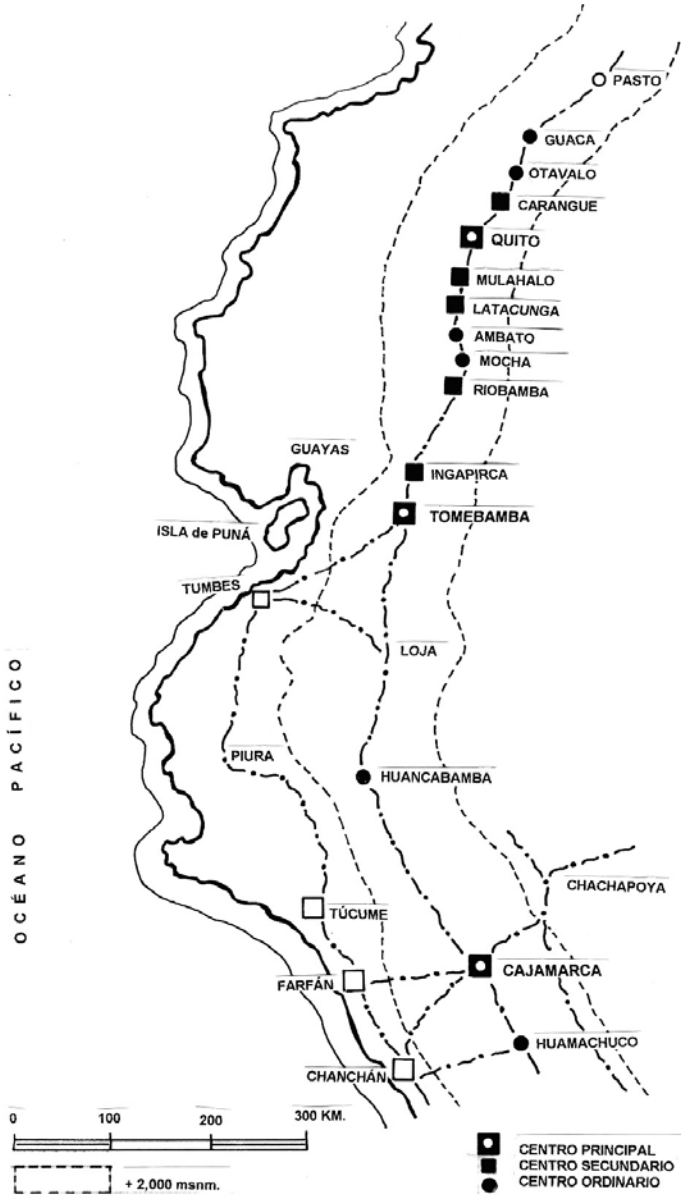 PASTO
GUACA
OTAVALO
CARANGUE
QUITO
MULAHALO
LATACUNGA
AMBATO
MOCHA
RIOBAMBA
GUAYAS
INGAPIRCA
TOMEBAMBA
ISLA de PUNÁ
TUMBES
LOJA
OCÉANO PACÍFICO
PIURA
HUANCABAMBA
CHACHAPOYA
TÚCUME
CAJAMARCA
FARFÁN
HUAMACHUCO
CHANCHÁN
0 100 200 300 KM.
+ 2,000 msnm.
CENTRO PRINCIPAL
CENTRO SECUNDARIO
CENTRO ORDINARIO